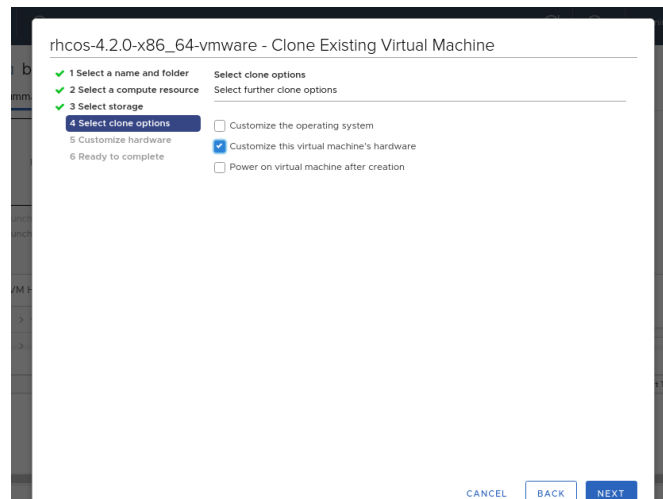 rhcos-4.2.0-x86_64-vmware - Clone Existing Virtual Machine
1 Select a name and folder
2 Select a compute resource
3 Select storage
4 Select clone options
5 Customize hardware
6 Ready to complete
Select clone options
Select further clone options
Customize the operating system
Customize this virtual machine's hardware
Power on virtual machine after creation
CANCEL BACK NEXT